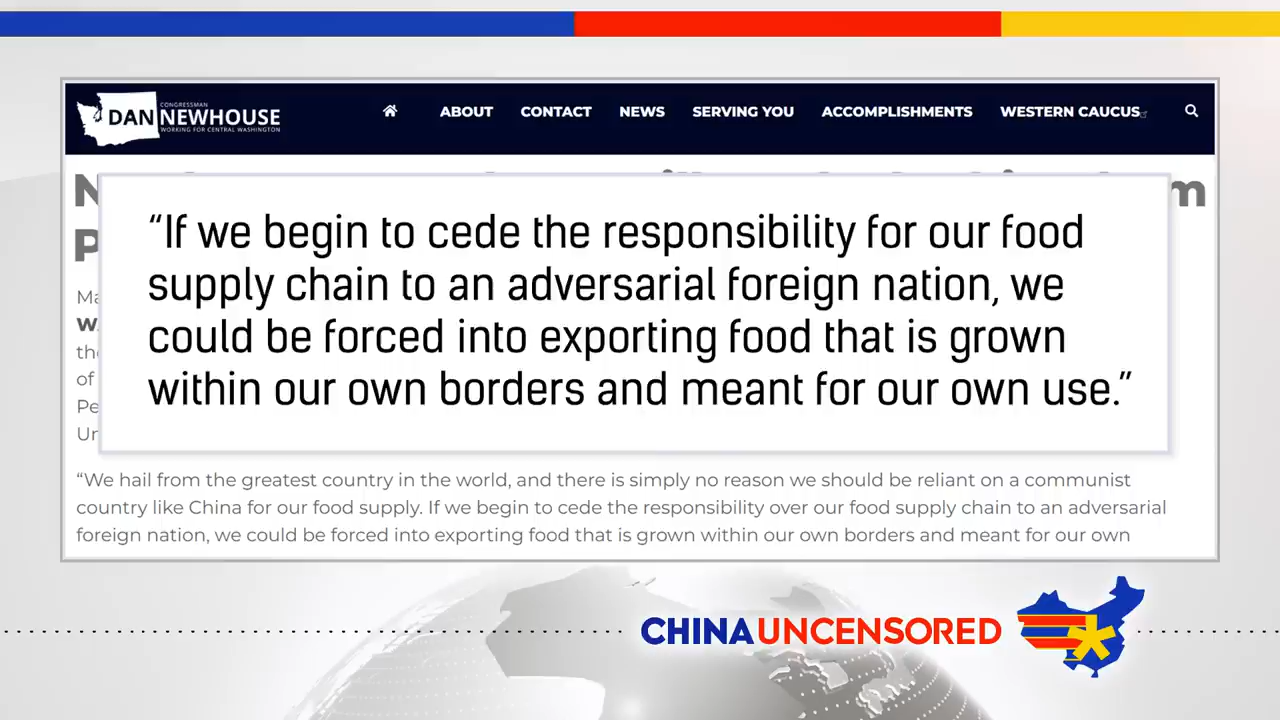 CONGRESSMAN
DAN NEWHOUSE
WORKING FOR CENTRAL WASHINGTON
ABOUT CONTACT NEWS SERVING YOU ACCOMPLISHMENTS WESTERN CAUCUS
“If we begin to cede the responsibility for our food
supply chain to an adversarial foreign nation, we
could be forced into exporting food that is grown
within our own borders and meant for our own use.”
of
“We hail from the greatest country in the world, and there is simply no reason we should be reliant on a communist
country like China for our food supply. If we begin to cede the responsibility over our food supply chain to an adversarial
foreign nation, we could be forced into exporting food that is grown within our own borders and meant for our own
CHINA UNCENSORED